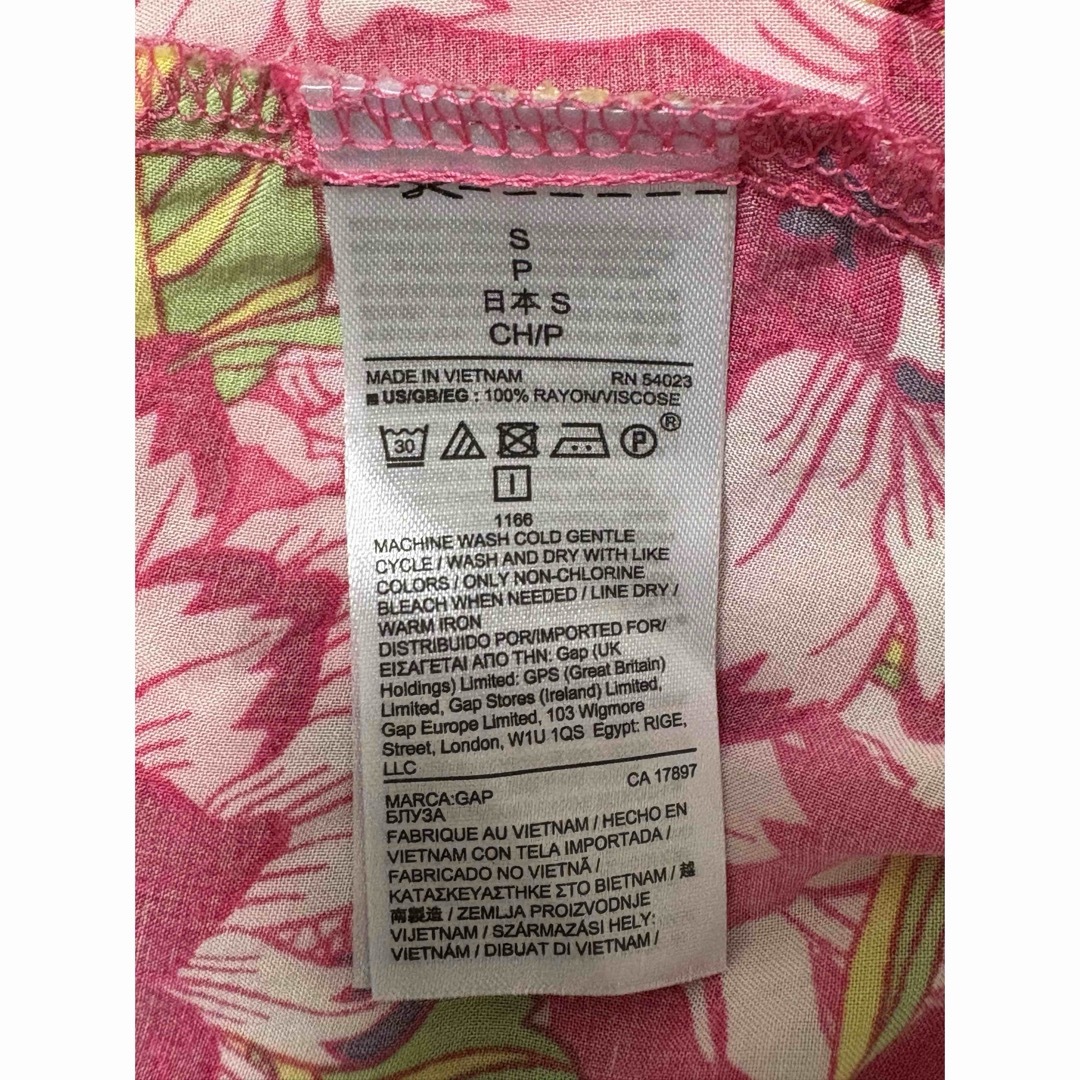 S
P
日本 S
CH/P
MADE IN VIETNAM RN 54023
US/GB/EG : 100% RAYON/VISCOSE
30 P ®
1166
MACHINE WASH COLD GENTLE
CYCLE / WASH AND DRY WITH LIKE
COLORS / ONLY NON-CHLORINE
BLEACH WHEN NEEDED / LINE DRY /
WARM IRON
DISTRIBUIDO POR/IMPORTED FOR/
ΕΙΣΑΓΕΤΑΙ ΑΠΟ ΤΗΝ: Gap (UK
Holdings) Limited: GPS (Great Britain)
Limited, Gap Stores (Ireland) Limited,
Gap Europe Limited, 103 Wigmore
Street, London, W1U 1QS Egypt: RIGE,
LLC
CA 17897
MARCA:GAP
БЛУЗА
FABRIQUE AU VIETNAM / HECHO EN
VIETNAM CON TELA IMPORTADA /
FABRICADO NO VIETNÃ /
ΚΑΤΑΣΚΕΥΑΣΤΗΚΕ ΣΤΟ ΒΙΕΤΝΑΜ / 越
南製造 / ZEMLJA PROIZVODNJE
VIJETNAM / SZÁRMAZÁSI HELY:
VIETNÁM / DIBUAT DI VIETNAM /